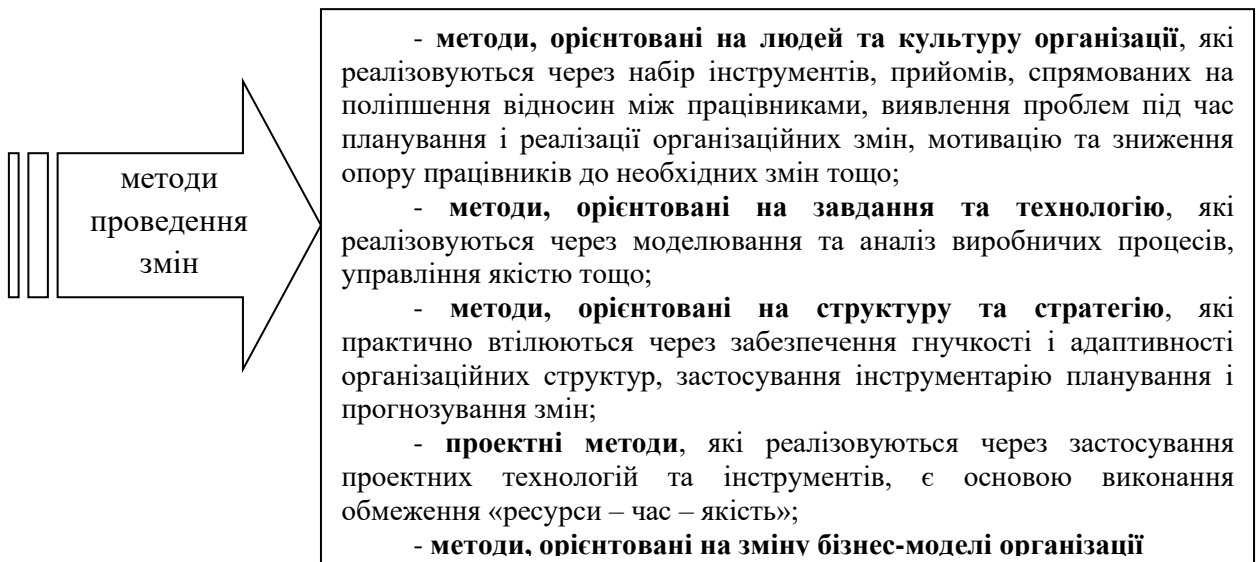 методи
проведення
змін
- методи, орієнтовані на людей та культуру організації, які
реалізовуються через набір інструментів, прийомів, спрямованих на
поліпшення відносин між працівниками, виявлення проблем під час
планування і реалізації організаційних змін, мотивацію та зниження
опору працівників до необхідних змін тощо;
- методи, орієнтовані на завдання та технологію, які
реалізовуються через моделювання та аналіз виробничих процесів,
управління якістю тощо;
- методи, орієнтовані на структуру та стратегію, які
практично втілюються через забезпечення гнучкості і адаптивності
організаційних структур, застосування інструментарію планування і
прогнозування змін;
- проектні методи, які реалізовуються через застосування
проектних технологій та інструментів, є основою виконання
обмеження «ресурси – час – якість»;
- методи, орієнтовані на зміну бізнес-моделі організації